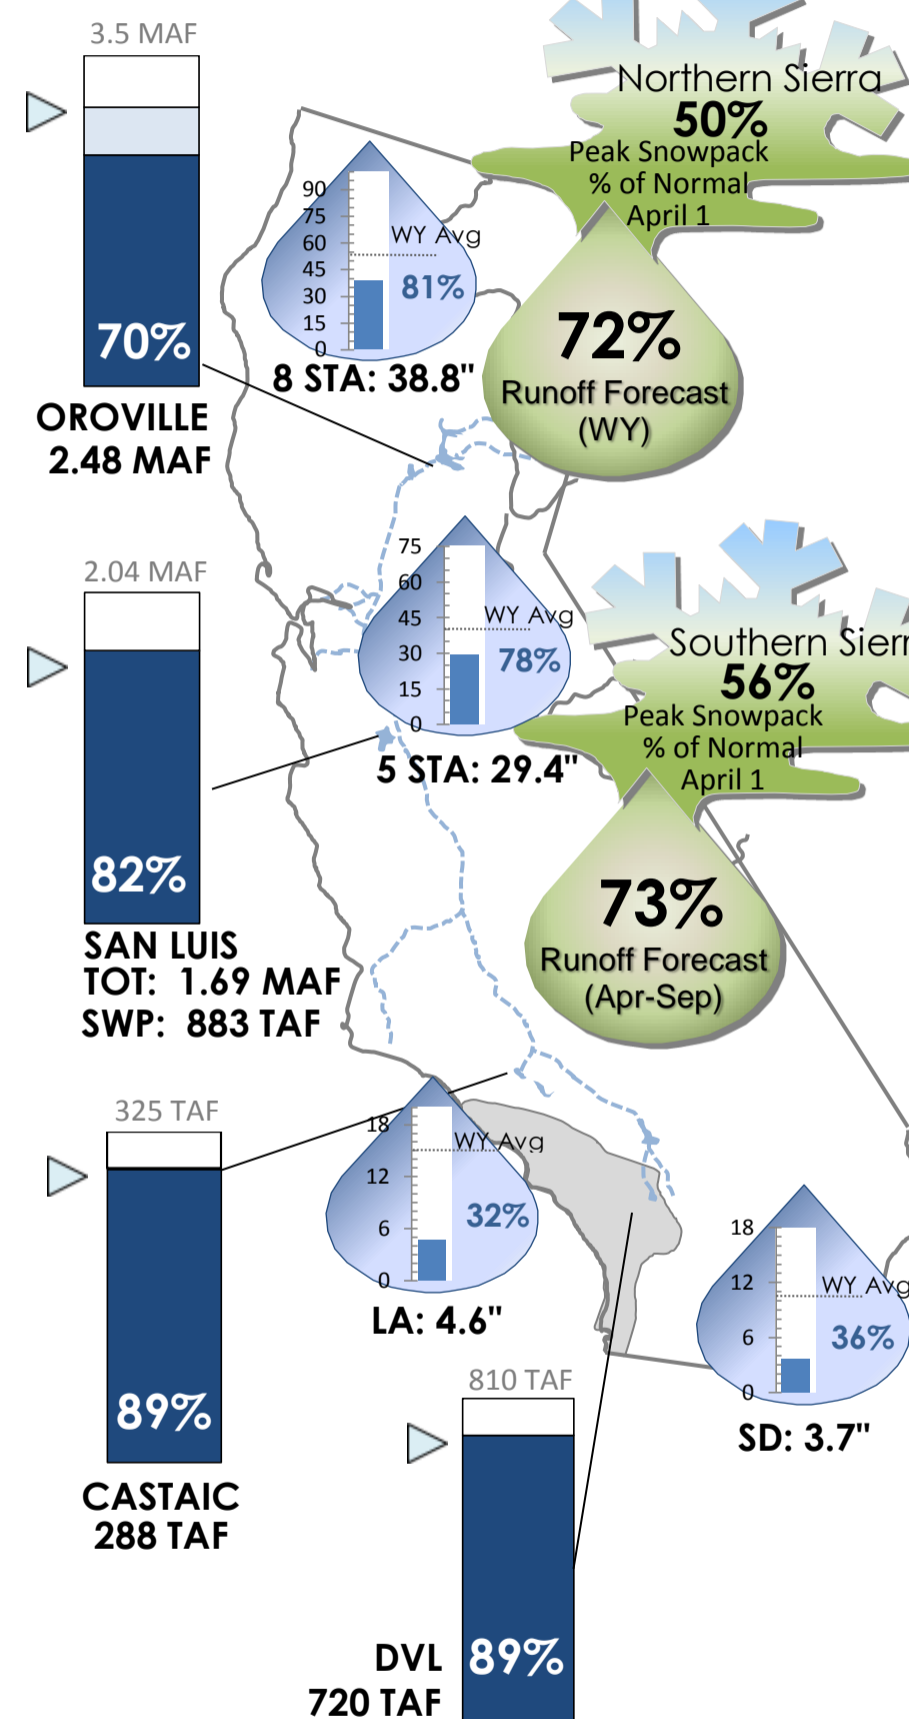 3.5 MAF
70%
OROVILLE
2.48 MAF
Northern Sierra
50%
Peak Snowpack
% of Normal
April 1
72%
Runoff Forecast
(WY)
90
75
60
45
30
15
0
WY Avg
81%
8 STA: 38.8"
2.04 MAF
82%
SAN LUIS
TOT: 1.69 MAF
SWP: 883 TAF
75
60
45
30
15
0
WY Avg
78%
5 STA: 29.4"
Southern Sierr
56%
Peak Snowpack
% of Normal
April 1
73%
Runoff Forecast
(Apr-Sep)
325 TAF
89%
CASTAIC
288 TAF
18
12
6
0
WY Avg
32%
LA: 4.6"
18
12
6
0
WY Avg
36%
SD: 3.7"
810 TAF
89%
DVL
720 TAF